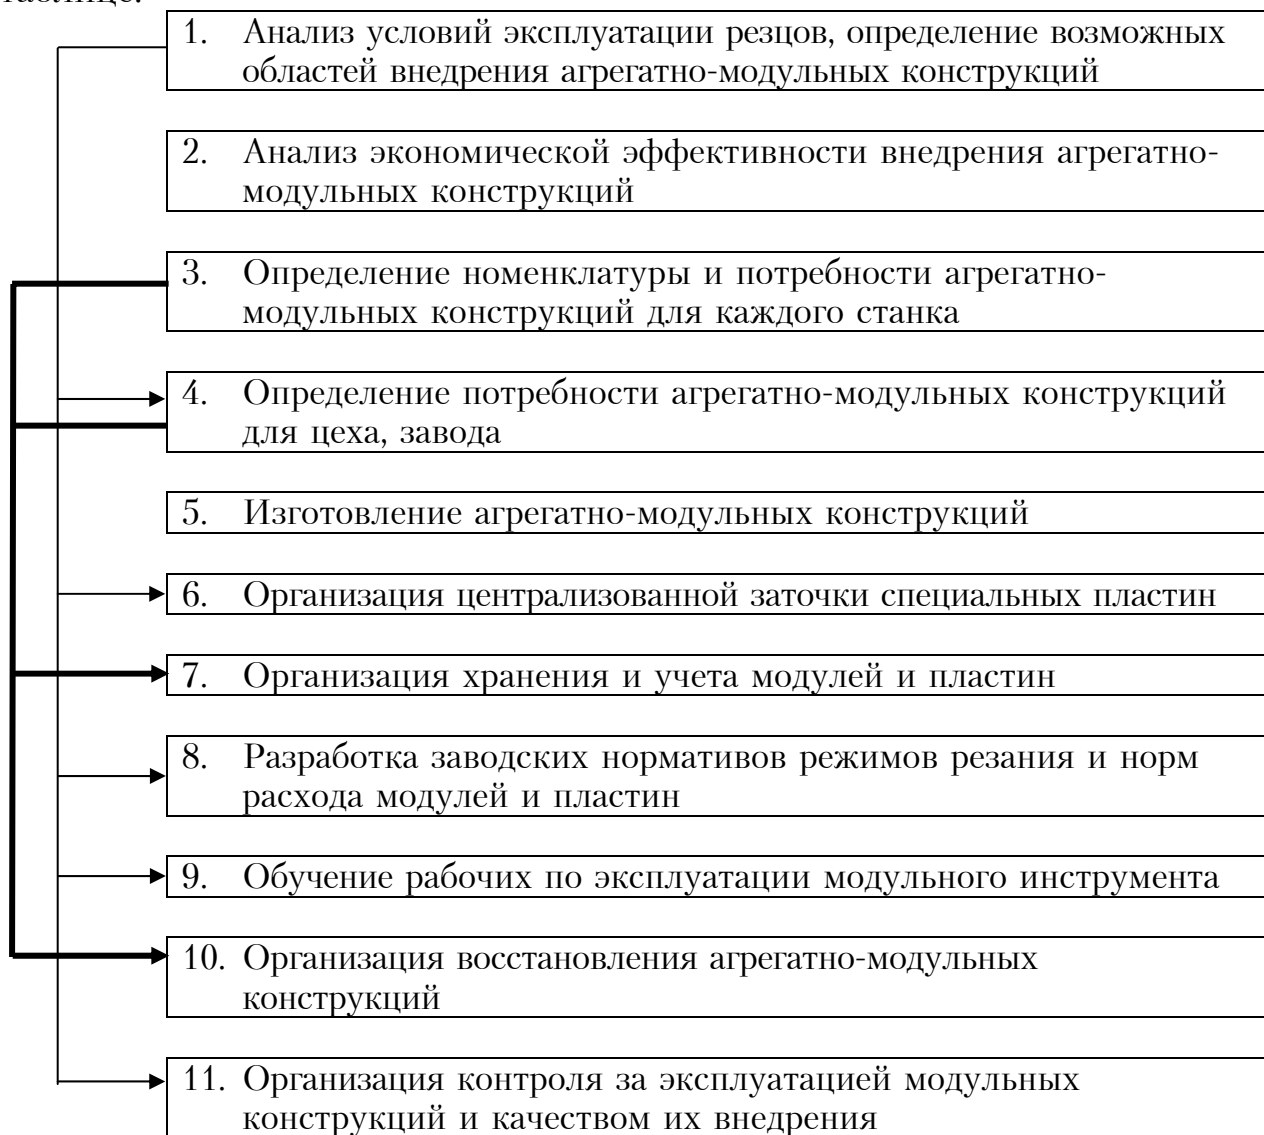 таблице.
1. Анализ условий эксплуатации резцов, определение возможных
областей внедрения агрегатно-модульных конструкций
2. Анализ экономической эффективности внедрения агрегатно-
модульных конструкций
3. Определение номенклатуры и потребности агрегатно-
модульных конструкций для каждого станка
4. Определение потребности агрегатно-модульных конструкций
для цеха, завода
5. Изготовление агрегатно-модульных конструкций
6. Организация централизованной заточки специальных пластин
7. Организация хранения и учета модулей и пластин
8. Разработка заводских нормативов режимов резания и норм
расхода модулей и пластин
9. Обучение рабочих по эксплуатации модульного инструмента
10. Организация восстановления агрегатно-модульных
конструкций
11. Организация контроля за эксплуатацией модульных
конструкций и качеством их внедрения